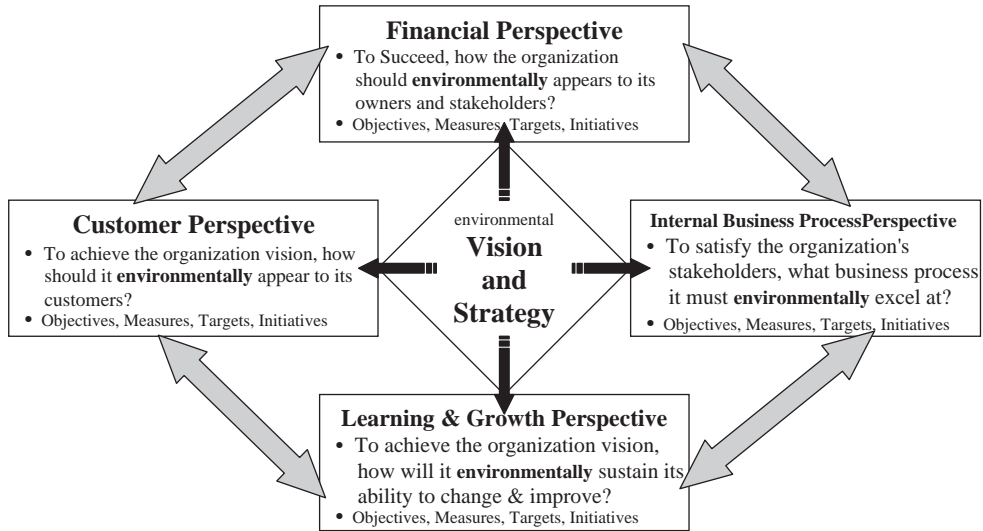 Financial Perspective
• To Succeed, how the organization
should environmentally appears to its
owners and stakeholders?
• Objectives, Measures, Targets, Initiatives
Customer Perspective
• To achieve the organization vision, how
should it environmentally appear to its
customers?
• Objectives, Measures, Targets, Initiatives
environmental
Vision
and
Strategy
Internal Business ProcessPerspective
• To satisfy the organization's
stakeholders, what business process
it must environmentally excel at?
• Objectives, Measures, Targets, Initiatives
Learning & Growth Perspective
• To achieve the organization vision,
how will it environmentally sustain its
ability to change & improve?
• Objectives, Measures, Targets, Initiatives